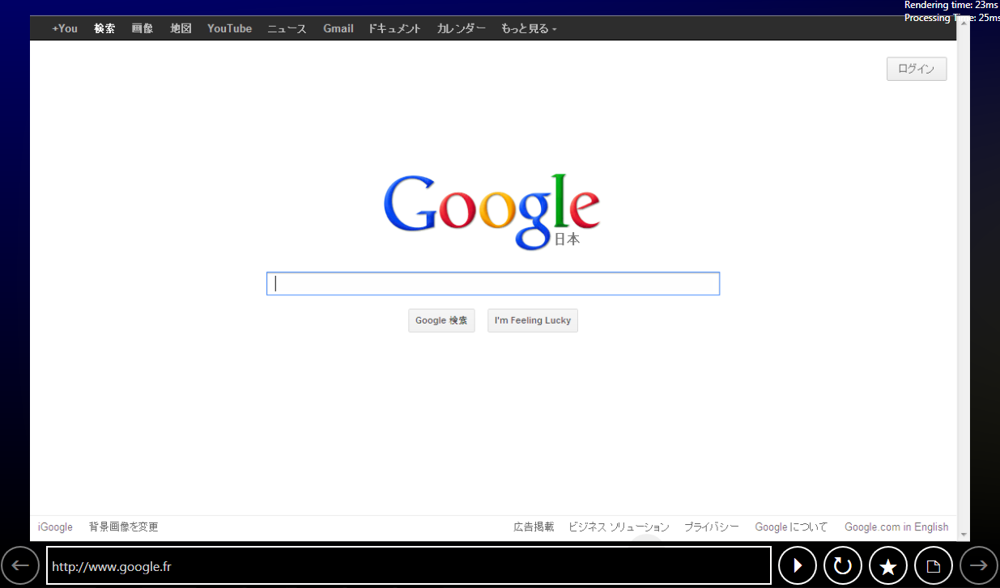 Rendering time: 23ms
Processing Time: 25ms
+You 検索 画像 地図 YouTube ニュース Gmail ドキュメント カレンダー もっと見る
ログイン
Google
日本
Google 検索 I'm Feeling Lucky
iGoogle 背景画像を変更 広告掲載 ビジネス ソリューション プライバシー Google について Google.com in English
http://www.google.fr